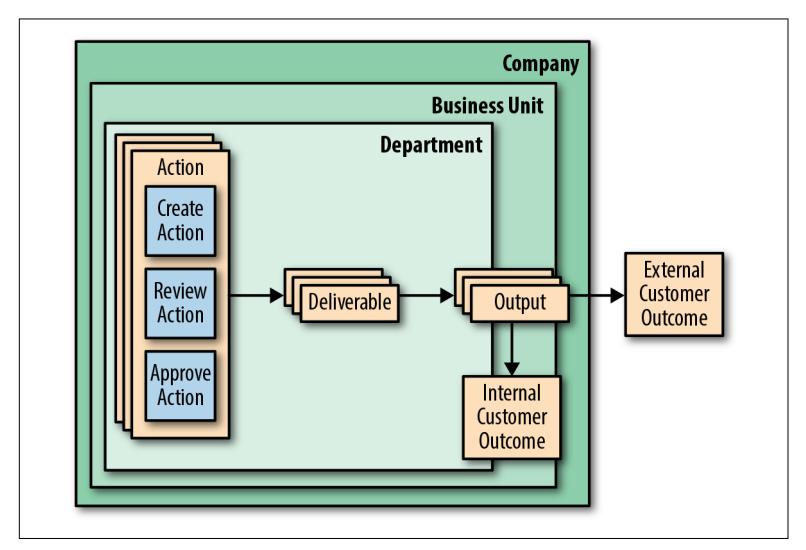 Company
Business Unit
Department
Action
Create
Action
Review
Action
Approve
Action
Deliverable
Output
Internal
Customer
Outcome
External
Customer
Outcome